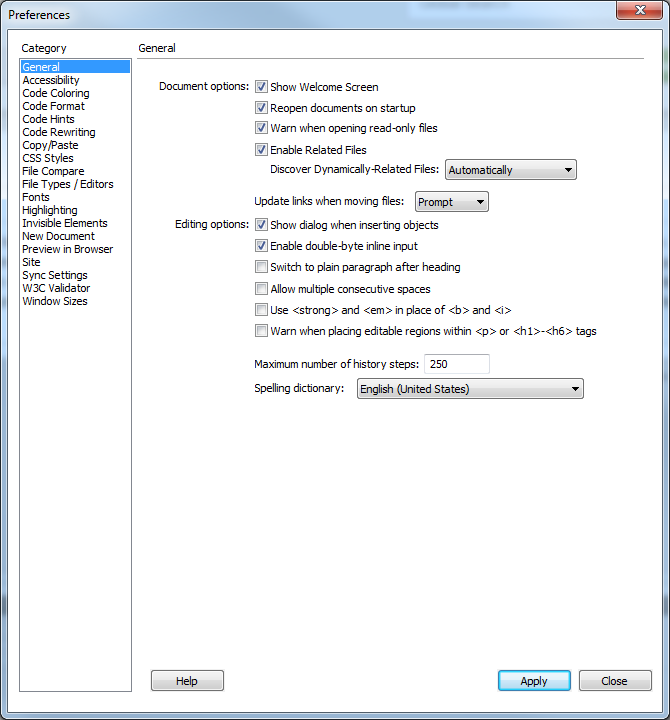 Preferences
Category
General
Accessibility
Code Coloring
Code Format
Code Hints
Code Rewriting
Copy/Paste
CSS Styles
File Compare
File Types / Editors
Fonts
Highlighting
Invisible Elements
New Document
Preview in Browser
Site
Sync Settings
W3C Validator
Window Sizes
General
Document options: Show Welcome Screen
Reopen documents on startup
Warn when opening read-only files
Enable Related Files
Discover Dynamically-Related Files: Automatically
Update links when moving files: Prompt
Editing options: Show dialog when inserting objects
Enable double-byte inline input
Switch to plain paragraph after heading
Allow multiple consecutive spaces
Use <strong> and <em> in place of <b> and <i>
Warn when placing editable regions within <p> or <h1>-<h6> tags
Maximum number of history steps: 250
Spelling dictionary: English (United States)
Help Apply Close